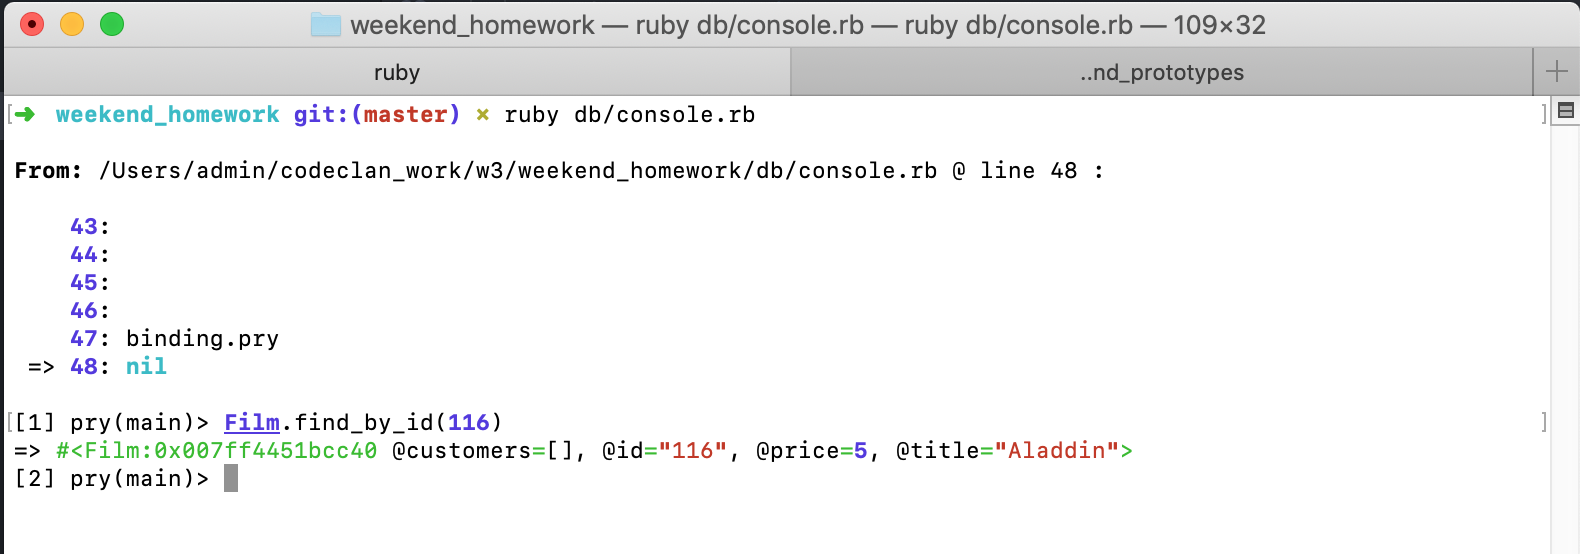 weekend_homework — ruby db/console.rb — ruby db/console.rb — 109×32
ruby
..nd_prototypes
[➜  weekend_homework git:(master) × ruby db/console.rb ]
From: /Users/admin/codeclan_work/w3/weekend_homework/db/console.rb @ line 48 :
43:
44:
45:
46:
47: binding.pry
=> 48: nil
[[1] pry(main)> Film.find_by_id(116) ]
=> #<Film:0x007ff4451bcc40 @customers=[], @id="116", @price=5, @title="Aladdin">
[2] pry(main)>